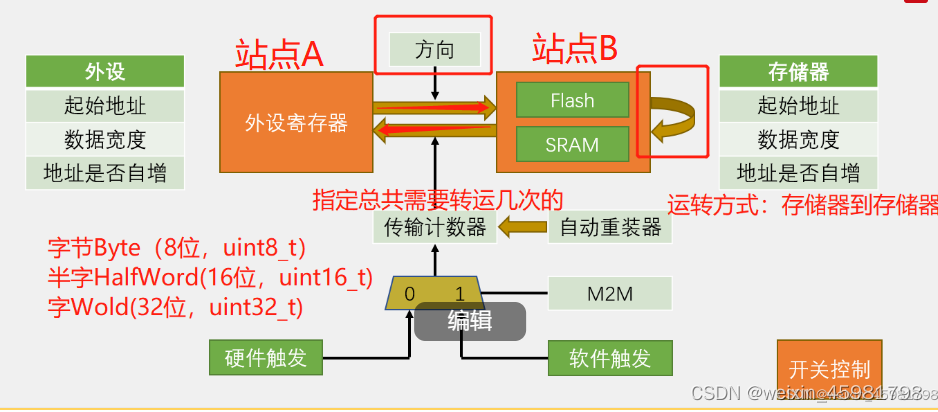 站点A
方向
站点B
外设
起始地址
数据宽度
地址是否自增
外设寄存器
Flash
SRAM
存储器
起始地址
数据宽度
地址是否自增
指定总共需要转运几次的
运转方式：存储器到存储器
传输计数器
自动重装器
字节Byte（8位，uint8_t）
半字HalfWord(16位，uint16_t)
字Wold(32位，uint32_t)
0 1
M2M
编辑
硬件触发
软件触发
开关控制
CSDN @weixin_45981798